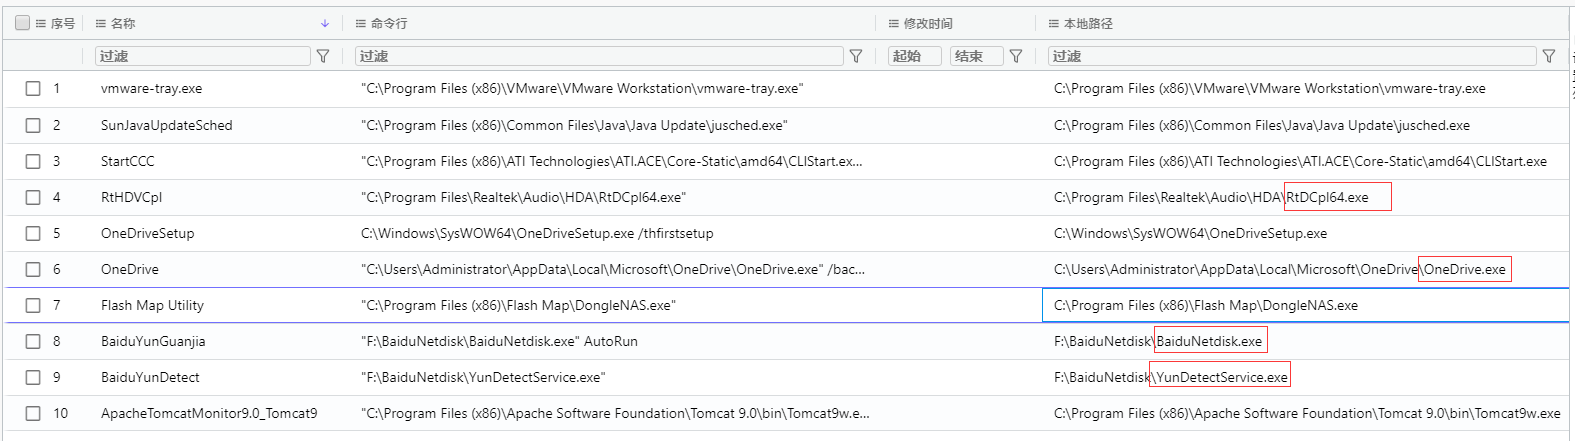 序号 名称 命令行 修改时间 本地路径
过滤 过滤 起始 结束 过滤
1 vmware-tray.exe "C:\Program Files (x86)\VMware\VMware Workstation\vmware-tray.exe" C:\Program Files (x86)\VMware\VMware Workstation\vmware-tray.exe
2 SunJavaUpdateSched "C:\Program Files (x86)\Common Files\Java\Java Update\jusched.exe" C:\Program Files (x86)\Common Files\Java\Java Update\jusched.exe
3 StartCCC "C:\Program Files (x86)\ATI Technologies\ATI.ACE\Core-Static\amd64\CLIStart.ex... C:\Program Files (x86)\ATI Technologies\ATI.ACE\Core-Static\amd64\CLIStart.exe
4 RtHDVCpl "C:\Program Files\Realtek\Audio\HDA\RtDCpl64.exe" C:\Program Files\Realtek\Audio\HDA\RtDCpl64.exe
5 OneDriveSetup C:\Windows\SysWOW64\OneDriveSetup.exe /thfirstsetup C:\Windows\SysWOW64\OneDriveSetup.exe
6 OneDrive "C:\Users\Administrator\AppData\Local\Microsoft\OneDrive\OneDrive.exe" /bac... C:\Users\Administrator\AppData\Local\Microsoft\OneDrive\OneDrive.exe
7 Flash Map Utility "C:\Program Files (x86)\Flash Map\DongleNAS.exe" C:\Program Files (x86)\Flash Map\DongleNAS.exe
8 BaiduYunGuanjia "F:\BaiduNetdisk\BaiduNetdisk.exe" AutoRun F:\BaiduNetdisk\BaiduNetdisk.exe
9 BaiduYunDetect "F:\BaiduNetdisk\YunDetectService.exe" F:\BaiduNetdisk\YunDetectService.exe
10 ApacheTomcatMonitor9.0_Tomcat9 "C:\Program Files (x86)\Apache Software Foundation\Tomcat 9.0\bin\Tomcat9w.e... C:\Program Files (x86)\Apache Software Foundation\Tomcat 9.0\bin\Tomcat9w.exe